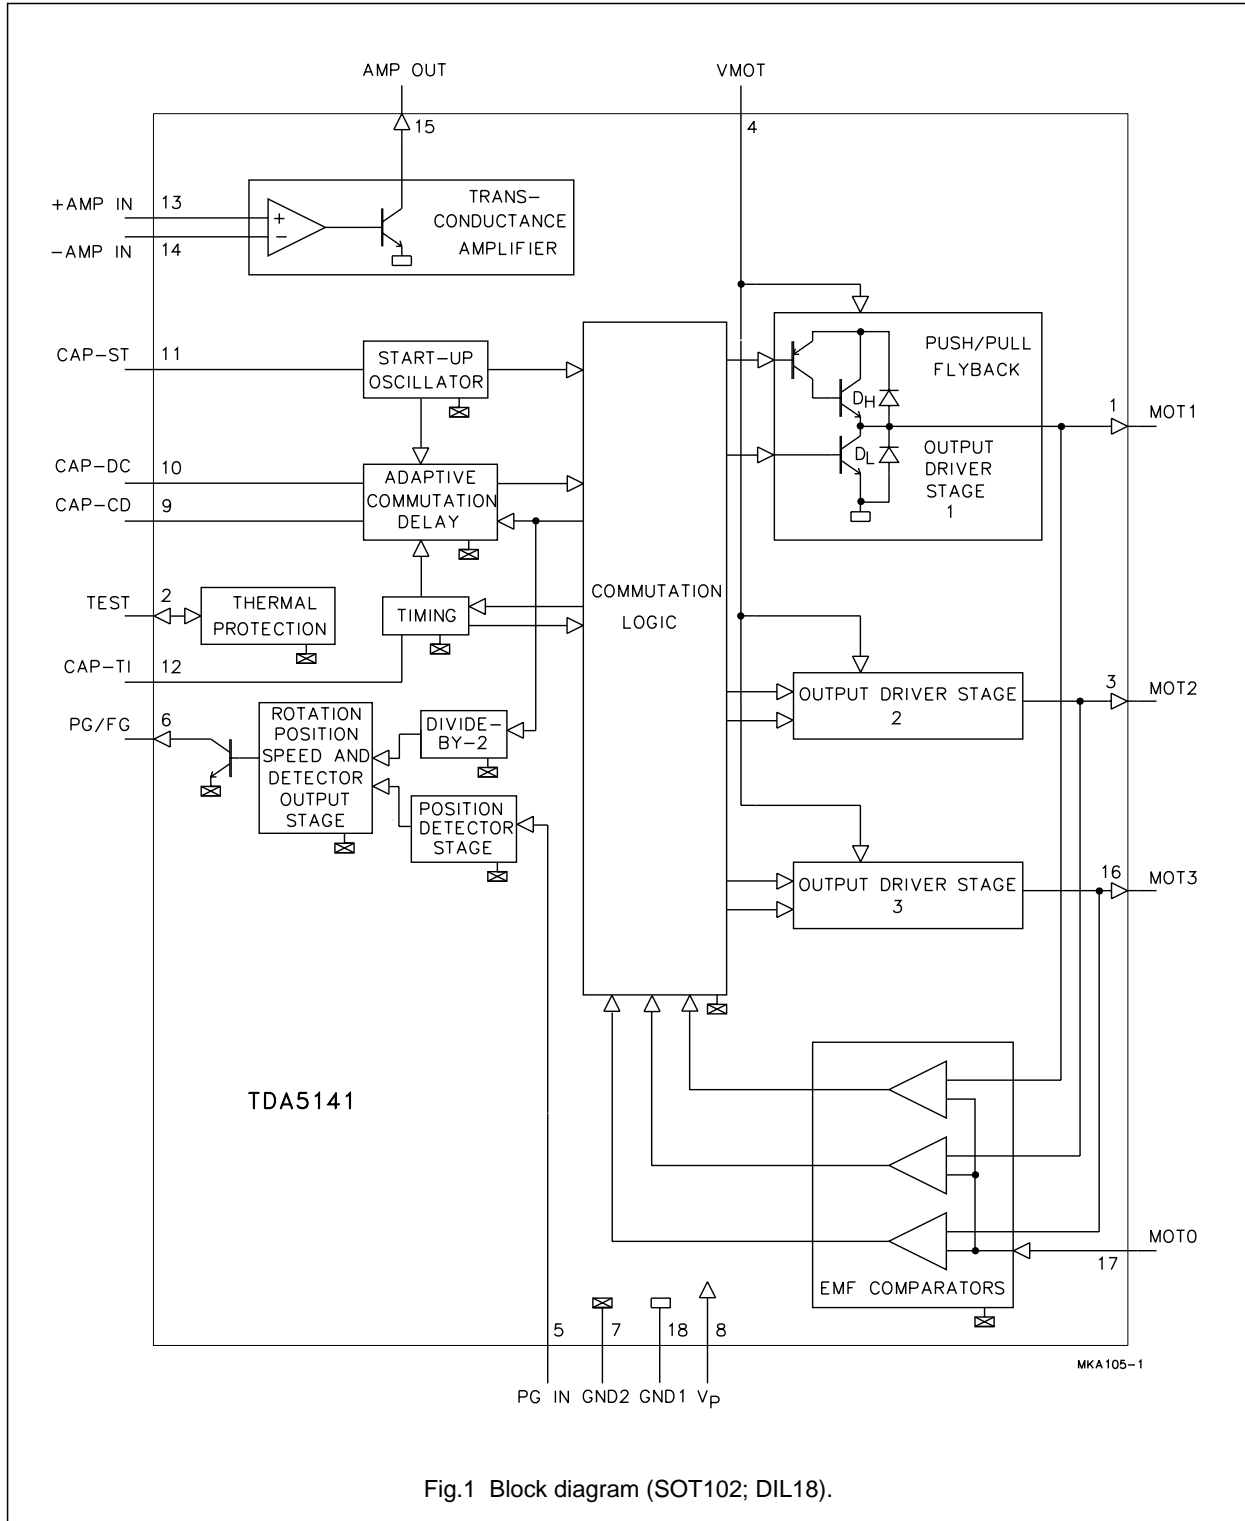 AMP OUT
VMOT
15
4
+AMP IN
13
-AMP IN
14
+
−
TRANS-
CONDUCTANCE
AMPLIFIER
CAP-ST
11
START-UP
OSCILLATOR
PUSH/PULL
FLYBACK
DH
DL
OUTPUT
DRIVER
STAGE
1
1
MOT1
CAP-DC
10
CAP-CD
9
ADAPTIVE
COMMUTATION
DELAY
COMMUTATION
LOGIC
TEST
2
THERMAL
PROTECTION
TIMING
CAP-TI
12
PG/FG
6
ROTATION
POSITION
SPEED AND
DETECTOR
OUTPUT
STAGE
DIVIDE-
BY-2
POSITION
DETECTOR
STAGE
OUTPUT DRIVER STAGE
2
3
MOT2
OUTPUT DRIVER STAGE
3
16
MOT3
TDA5141
EMF COMPARATORS
17
MOT0
5
7
18
8
PG IN
GND2
GND1
VP
MKA105-1
Fig.1 Block diagram (SOT102; DIL18).